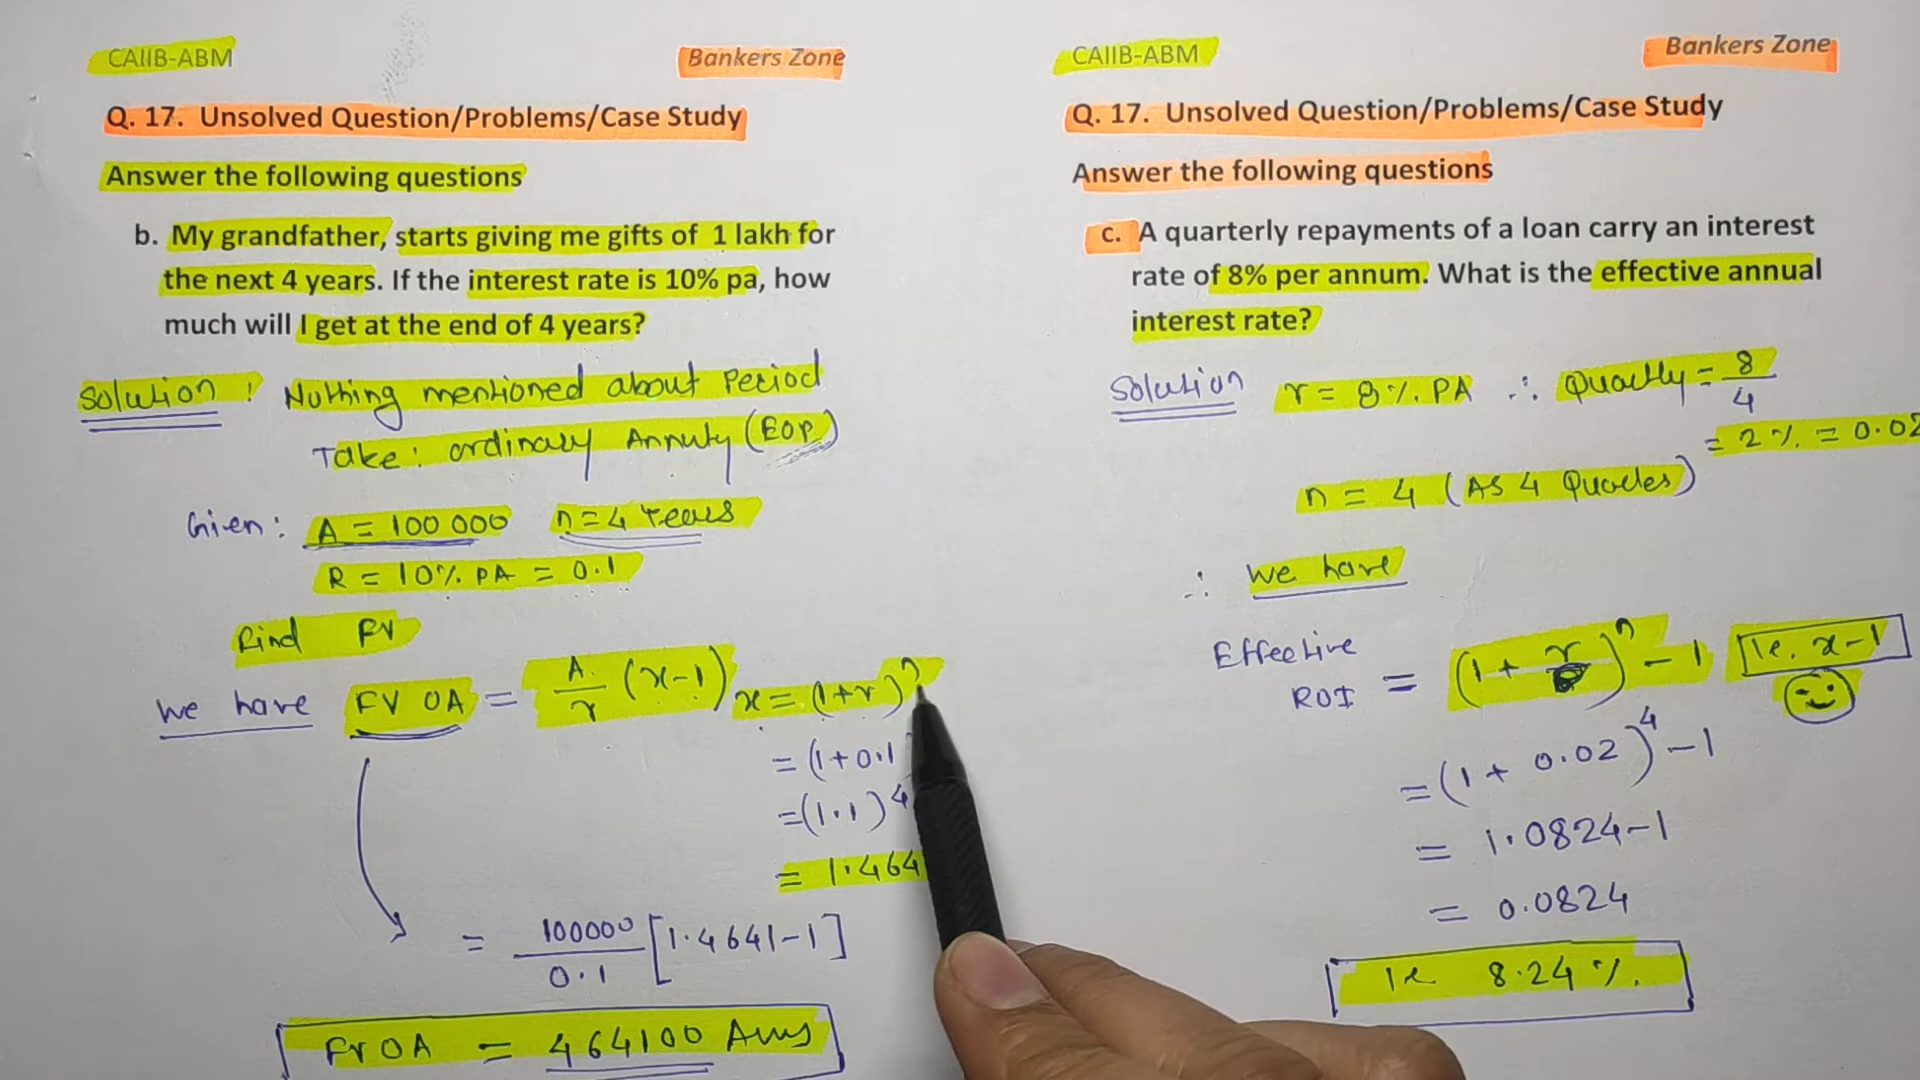 CAIIB-ABM
Bankers Zone
Q. 17. Unsolved Question/Problems/Case Study
Answer the following questions
b. My grandfather, starts giving me gifts of 1 lakh for
the next 4 years. If the interest rate is 10% pa, how
much will I get at the end of 4 years?
Solution: Nothing mentioned about Period
Take: ordinary Annuty (EOP)
Given: A = 100 000 n=4 Years
R = 10% PA = 0.1
Find FV
We have FV OA = A/r (x-1) x = (1+r)^n
= (1+0.1
= (1.1)^4
= 1.464
= 100000/0.1 [1.4641-1]
FV OA = 464100 Ans
CAIIB-ABM
Bankers Zone
Q. 17. Unsolved Question/Problems/Case Study
Answer the following questions
c. A quarterly repayments of a loan carry an interest
rate of 8% per annum. What is the effective annual
interest rate?
Solution r = 8% PA ∴ = 8/4
= 2% = 0.02
n = 4 (AS 4 )
∴ We have
Effective ROI = (1 + r)^n - 1 ie. x-1
= (1 + 0.02)^4 - 1
= 1.0824-1
= 0.0824
ie 8.24 %.